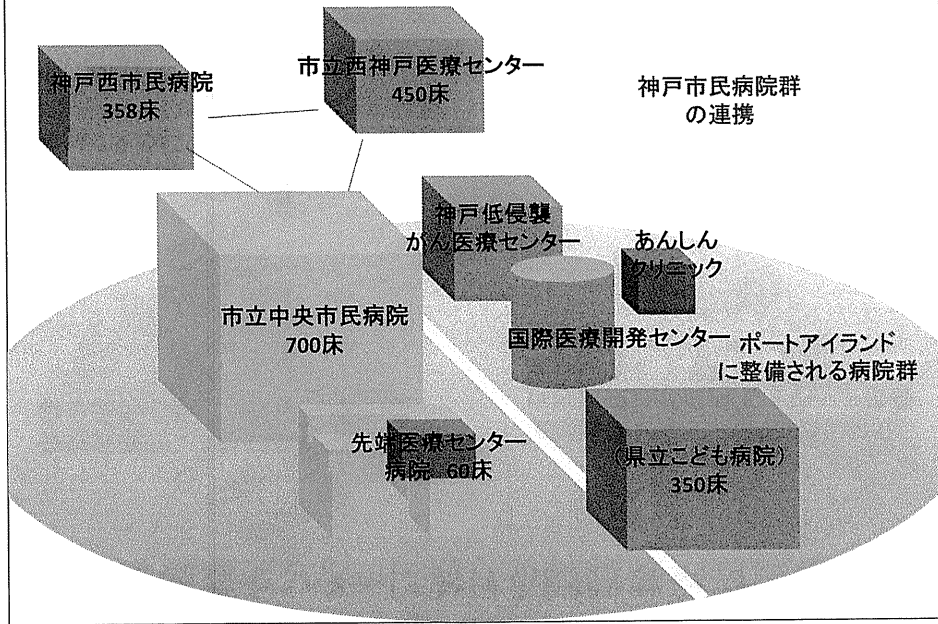 神戸西市民病院
358床
市立西神戸医療センター
450床
神戸市民病院群
の連携
神戸低侵襲
がん医療センター
あんしん
クリニック
市立中央市民病院
700床
国際医療開発センター
ポートアイランド
に整備される病院群
先端医療センター
病院 60床
(県立こども病院)
350床